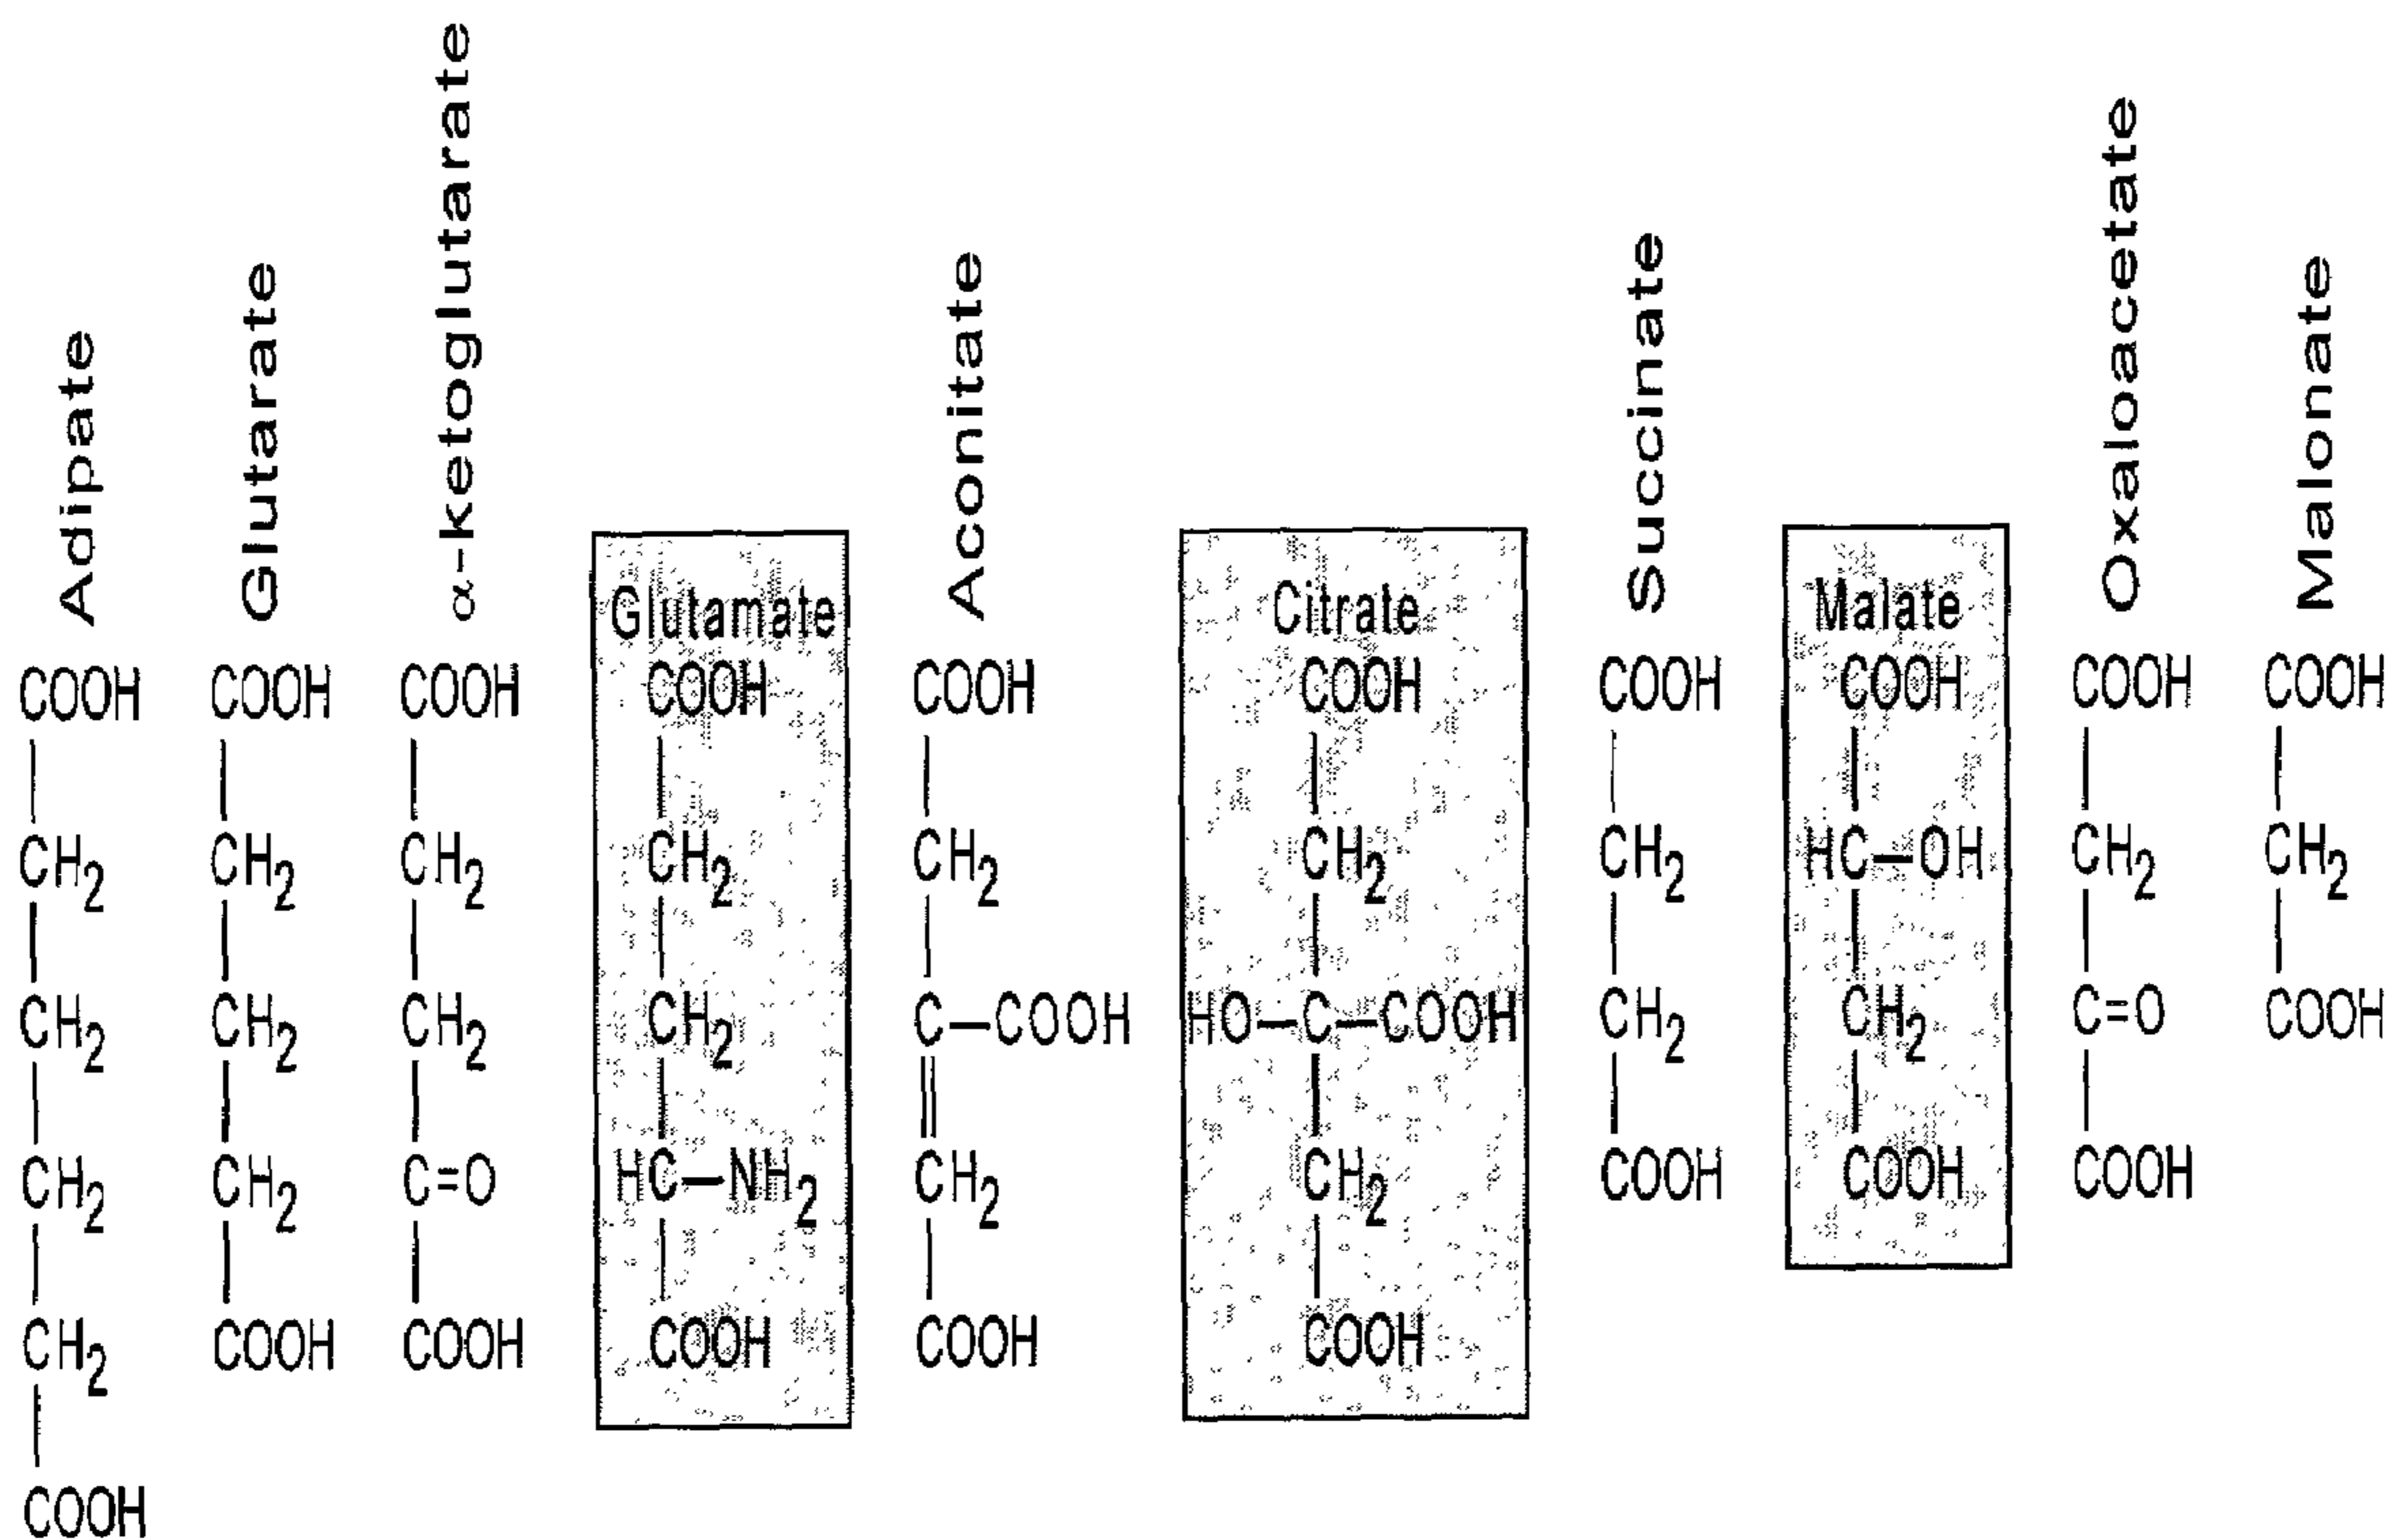 Adipate
COOH
CH2
CH2
CH2
CH2
COOH
Glutarate
COOH
CH2
CH2
CH2
COOH
α-ketoglutarate
COOH
CH2
CH2
C=O
COOH
Glutamate
COOH
CH2
CH2
HC—NH2
COOH
Aconitate
COOH
CH2
C—COOH
CH2
COOH
Citrate
COOH
CH2
HO—C—COOH
CH2
COOH
Succinate
COOH
CH2
CH2
COOH
Malate
COOH
HC—OH
CH2
COOH
Oxaloacetate
COOH
CH2
C=O
COOH
Malonate
COOH
CH2
COOH